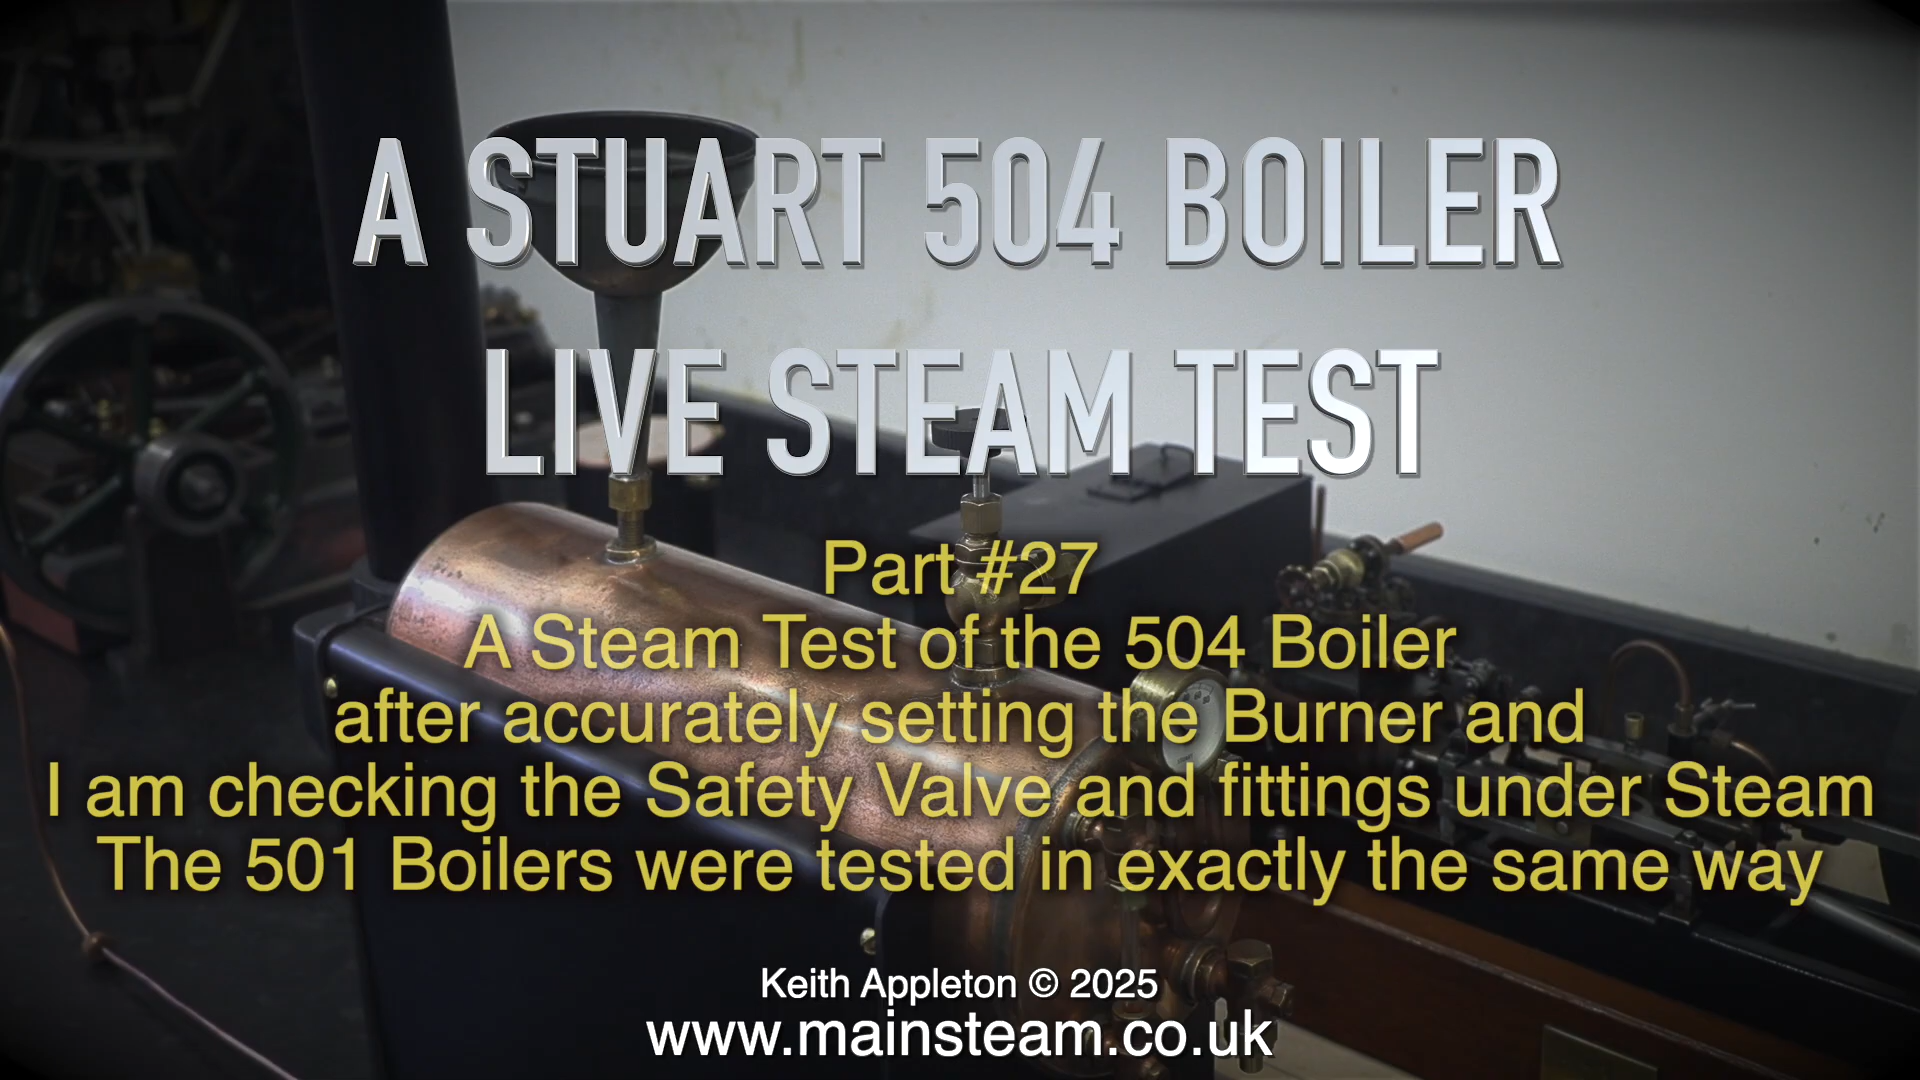 A STUART 504 BOILER
LIVE STEAM TEST
Part #27
A Steam Test of the 504 Boiler
after accurately setting the Burner and
I am checking the Safety Valve and fittings under Steam
The 501 Boilers were tested in exactly the same way
Keith Appleton © 2025
www.mainsteam.co.uk